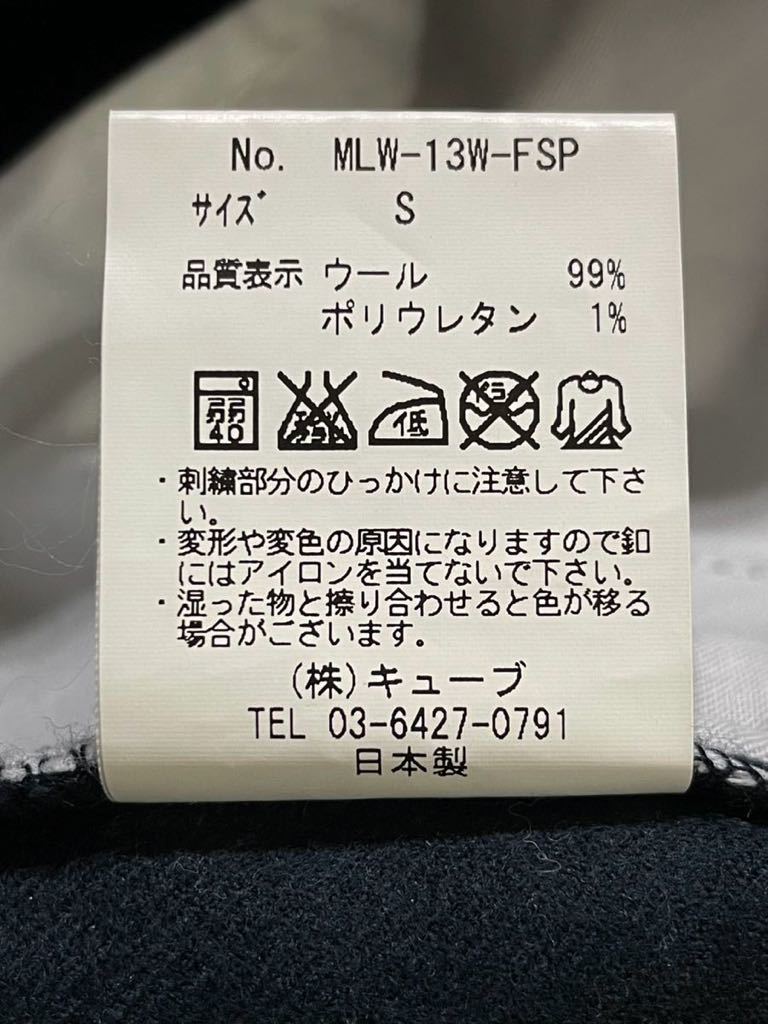 No. MLW-13W-FSP
サイズ S
品質表示 ウール 99%
ポリウレタン 1%
弱
40
低
ドライ
・刺繍部分のひっかけに注意して下さ
い。
・変形や変色の原因になりますので釦
にはアイロンを当てないで下さい。
・湿った物と擦り合わせると色が移る
場合がございます。
(株)キューブ
TEL 03-6427-0791
日本製